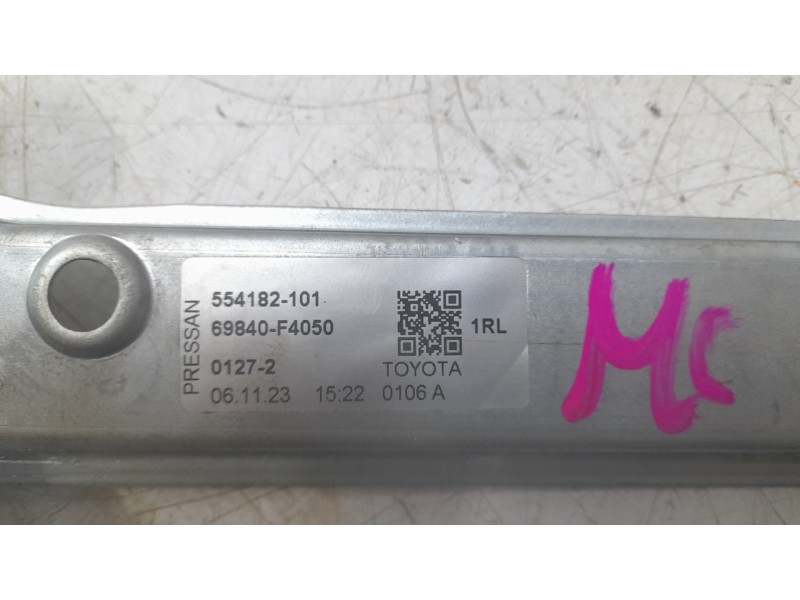 PRESSAN
554182-101
69840-F4050
1RL
0127-2
TOYOTA
06.11.23 15:22 0106 A
MC